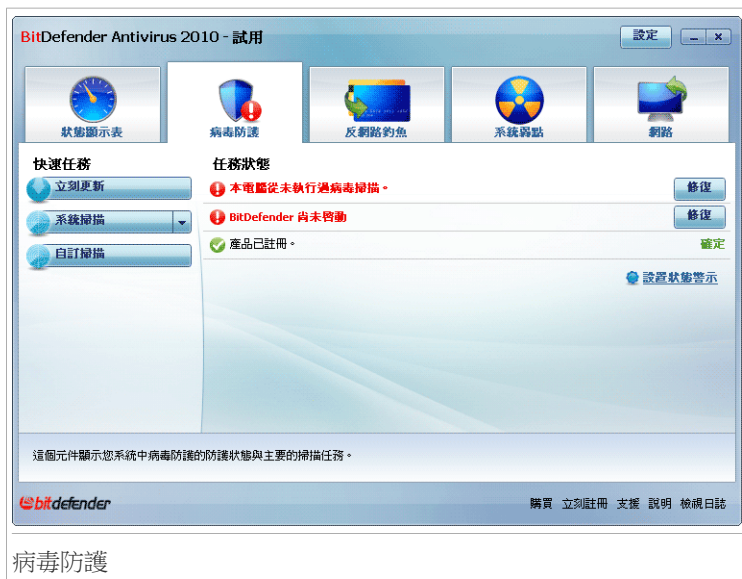 BitDefender Antivirus 2010 - 試用
設定
狀態顯示表
病毒防護
反網路釣魚
系統弱點
網路
快速任務
立刻更新
系統掃描
自訂掃描
任務狀態
本電腦從未執行過病毒掃描。
修復
BitDefender 尚未啓動
修復
產品已註冊。
確定
設置狀態警示
這個元件顯示您系統中病毒防護的防護狀態與主要的掃描任務。
bitdefender
購買 立刻註冊 支援 說明 檢視日誌
病毒防護